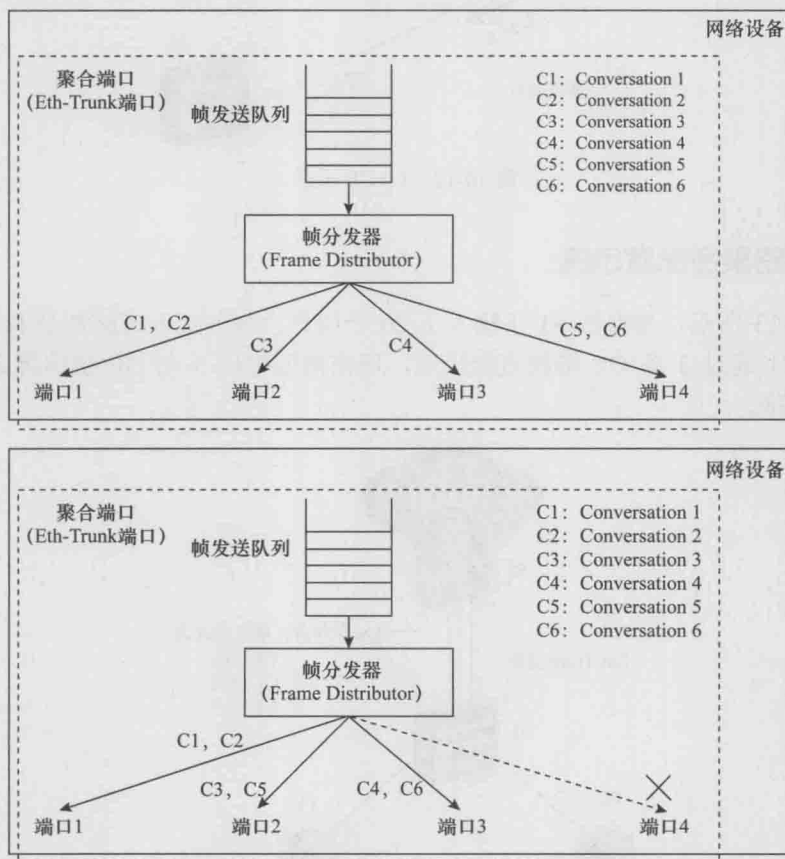 网络设备
聚合端口
(Eth-Trunk端口)
帧发送队列
C1: Conversation 1
C2: Conversation 2
C3: Conversation 3
C4: Conversation 4
C5: Conversation 5
C6: Conversation 6
帧分发器
(Frame Distributor)
C1, C2
C3
C4
C5, C6
端口1
端口2
端口3
端口4
网络设备
聚合端口
(Eth-Trunk端口)
帧发送队列
C1: Conversation 1
C2: Conversation 2
C3: Conversation 3
C4: Conversation 4
C5: Conversation 5
C6: Conversation 6
帧分发器
(Frame Distributor)
C1, C2
C3, C5
C4, C6
端口1
端口2
端口3
端口4